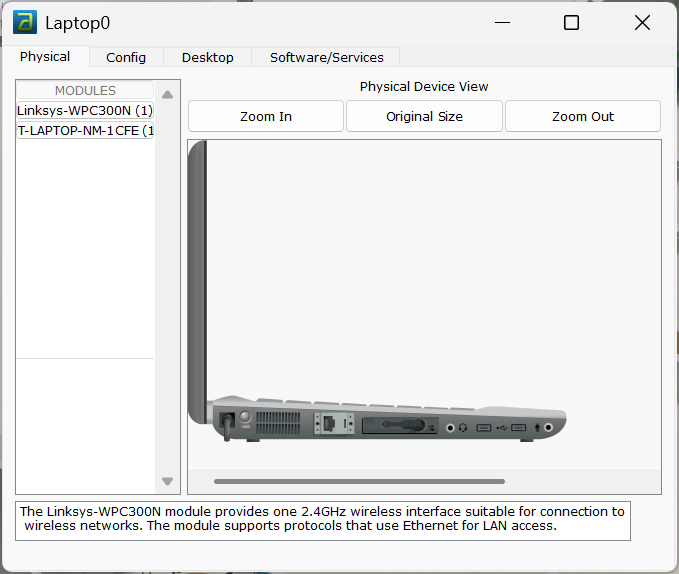 Laptop0
Physical
Config
Desktop
Software/Services
MODULES
Linksys-WPC300N (1)
T-LAPTOP-NM-1CFE (1
Physical Device View
Zoom In
Original Size
Zoom Out
The Linksys-WPC300N module provides one 2.4GHz wireless interface suitable for connection to
wireless networks. The module supports protocols that use Ethernet for LAN access.